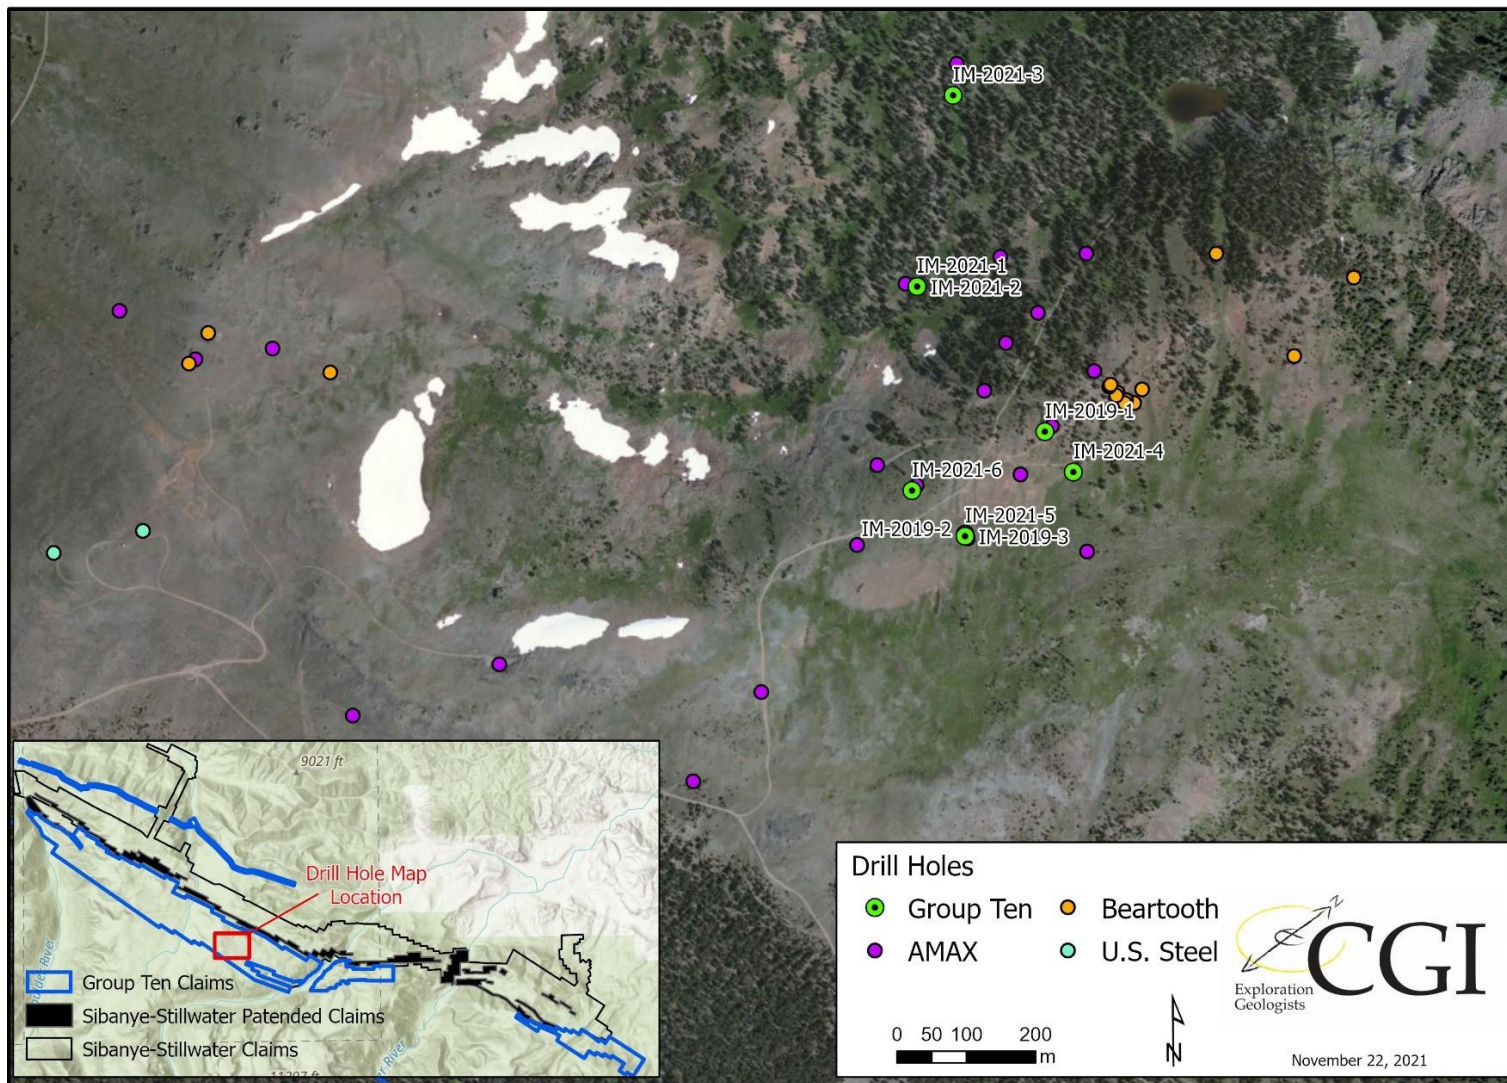 IM-2021-3
IM-2021-1
IM-2021-2
IM-2019-1
IM-2021-4
IM-2021-6
IM-2021-5
IM-2019-2
IM-2019-3
9021 ft
Drill Hole Map
Location
River
Group Ten Claims
Sibanye-Stillwater Patended Claims
Sibanye-Stillwater Claims
River
Drill Holes
Group Ten
Beartooth
AMAX
U.S. Steel
N
CGI
Exploration
Geologists
0 50 100 200
m
N
November 22, 2021